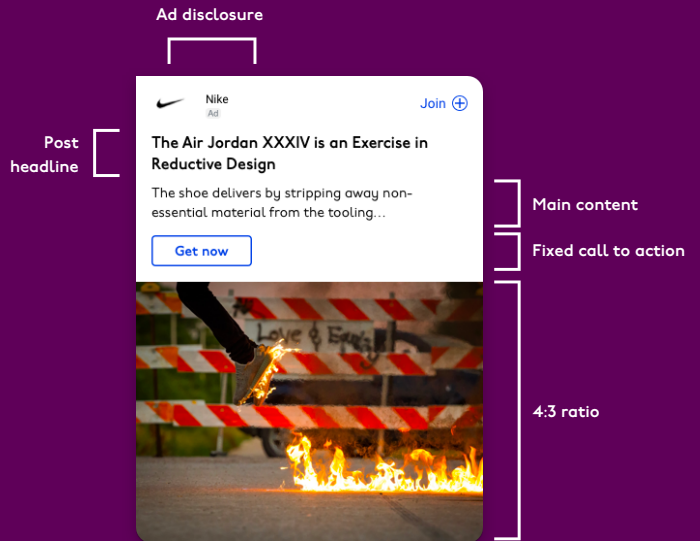 Ad disclosure
Nike
Ad
Join
Post
headline
The Air Jordan XXXIV is an Exercise in
Reductive Design
The shoe delivers by stripping away non-
essential material from the tooling...
Main content
Get now
Fixed call to action
Love &
4:3 ratio